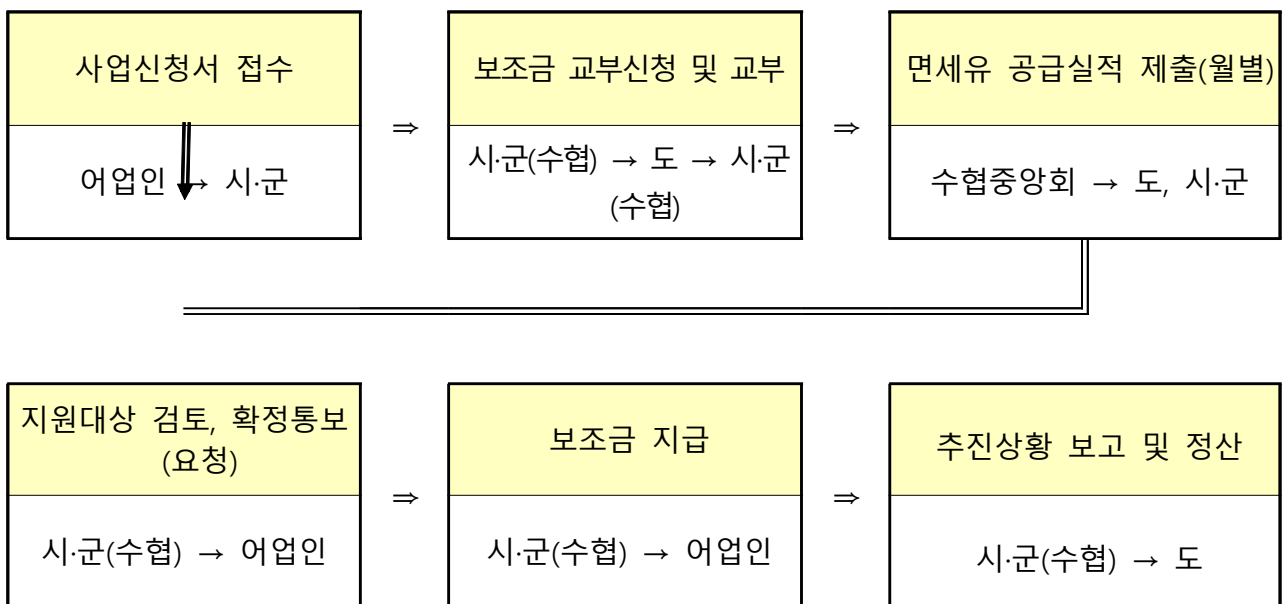 사업신청서 접수
어업인 → 시·군
⇒
보조금 교부신청 및 교부
시·군(수협) → 도 → 시·군
(수협)
⇒
면세유 공급실적 제출(월별)
수협중앙회 → 도, 시·군
지원대상 검토, 확정통보
(요청)
시·군(수협) → 어업인
⇒
보조금 지급
시·군(수협) → 어업인
⇒
추진상황 보고 및 정산
시·군(수협) → 도